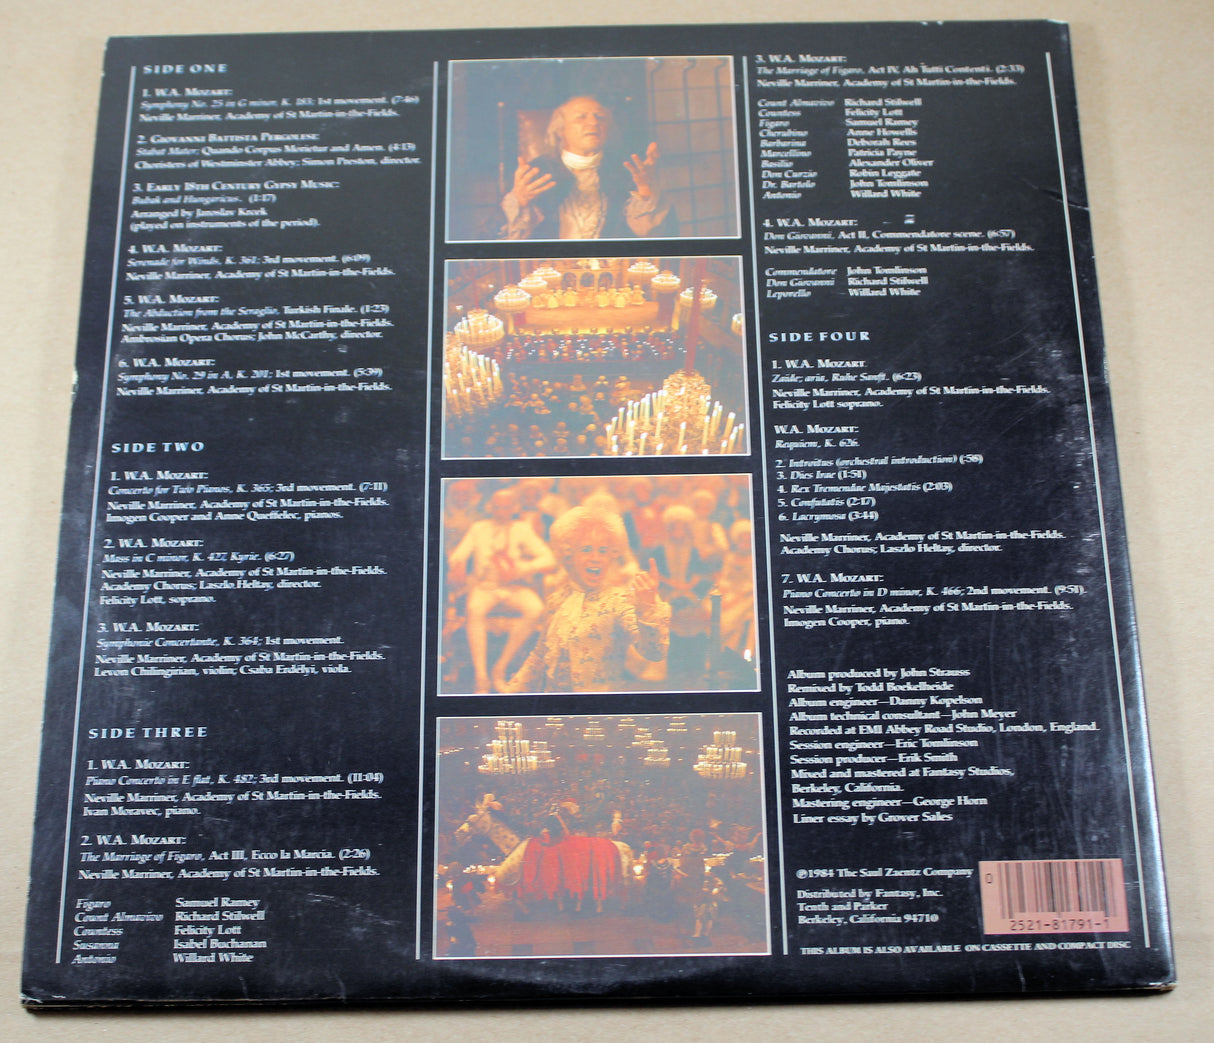 SIDE ONE
1. W.A. MOZART:
Symphony No. 25 in G minor, K. 183; 1st movement. (7:46)
Neville Marriner, Academy of St Martin-in-the-Fields.
2. GIOVANNI BATTISTA PERGOLESI:
Stabat Mater: Quando Corpus Morietur and Amen. (4:13)
Choristers of Westminster Abbey; Simon Preston, director.
3. EARLY 18TH CENTURY GYPSY MUSIC:
Bubak and Hungaricus. (1:17)
Arranged by Jaroslav Krcek
(played on instruments of the period).
4. W.A. MOZART:
Serenade for Winds, K. 361; 3rd movement. (6:09)
Neville Marriner, Academy of St Martin-in-the-Fields.
5. W.A. MOZART:
The Abduction from the Seraglio, Turkish Finale. (1:23)
Neville Marriner, Academy of St Martin-in-the-Fields.
Ambrosian Opera Chorus; John McCarthy, director.
6. W.A. MOZART:
Symphony No. 29 in A, K. 201; 1st movement. (5:39)
Neville Marriner, Academy of St Martin-in-the-Fields.
SIDE TWO
1. W.A. MOZART:
Concerto for Two Pianos, K. 365; 3rd movement. (7:11)
Neville Marriner, Academy of St Martin-in-the-Fields.
Imogen Cooper and Anne Queffelec, pianos.
2. W.A. MOZART:
Mass in C minor, K. 427, Kyrie. (6:27)
Neville Marriner, Academy of St Martin-in-the-Fields.
Academy Chorus; Laszlo Heltay, director.
Felicity Lott, soprano.
3. W.A. MOZART:
Symphonie Concertante, K. 364; 1st movement.
Neville Marriner, Academy of St Martin-in-the-Fields.
Levon Chilingirian, violin; Csaba Erdélyi, viola.
SIDE THREE
1. W.A. MOZART:
Piano Concerto in E flat, K. 482; 3rd movement. (11:04)
Neville Marriner, Academy of St Martin-in-the-Fields.
Ivan Moravec, piano.
2. W.A. MOZART:
The Marriage of Figaro, Act III, Ecco la Marcia. (2:26)
Neville Marriner, Academy of St Martin-in-the-Fields.
Figaro Samuel Ramey
Count Almavivo Richard Stilwell
Countess Felicity Lott
Susanna Isabel Buchanan
Antonio Willard White
3. W.A. MOZART:
The Marriage of Figaro, Act IV, Ah Tutti Contenti. (2:33)
Neville Marriner, Academy of St Martin-in-the-Fields.
Count Almavivo Richard Stilwell
Countess Felicity Lott
Figaro Samuel Ramey
Cherubino Anne Howells
Barbarina Deborah Rees
Marcellina Patricia Payne
Basilio Alexander Oliver
Don Curzio Robin Leggate
Dr. Bartolo John Tomlinson
Antonio Willard White
4. W.A. MOZART:
Don Giovanni, Act II, Commendatore scene. (6:57)
Neville Marriner, Academy of St Martin-in-the-Fields.
Commendatore John Tomlinson
Don Giovanni Richard Stilwell
Leporello Willard White
SIDE FOUR
1. W.A. MOZART
Zaide; aria, Ruhe Sanft. (6:23)
Neville Marriner, Academy of St Martin-in-the-Fields.
Felicity Lott soprano.
W.A. MOZART:
Requiem, K. 626.
2. Introitus (orchestral introduction) (:58)
3. Dies Irae (1:51)
4. Rex Tremendae Majestatis (2:03)
5. Confutatis (2:17)
6. Lacrymosa (3:44)
Neville Marriner, Academy of St Martin-in-the-Fields.
Academy Chorus; Laszlo Heltay, director.
7. W.A. MOZART:
Piano Concerto in D minor, K. 466; 2nd movement. (9:51).
Neville Marriner, Academy of St Martin-in-the-Fields.
Imogen Cooper, piano.
Album produced by John Strauss
Remixed by Todd Boekelheide
Album engineer—Danny Kopelson
Album technical consultant—John Meyer
Recorded at EMI Abbey Road Studio, London, England.
Session engineer—Eric Tomlinson
Session producer—Erik Smith
Mixed and mastered at Fantasy Studios,
Berkeley, California.
Mastering engineer—George Horn
Liner essay by Grover Sales
℗1984 The Saul Zaentz Company
Distributed by Fantasy, Inc.
Tenth and Parker
Berkeley, California 94710
0 2521-81791-1
THIS ALBUM IS ALSO AVAILABLE ON CASSETTE AND COMPACT DISC